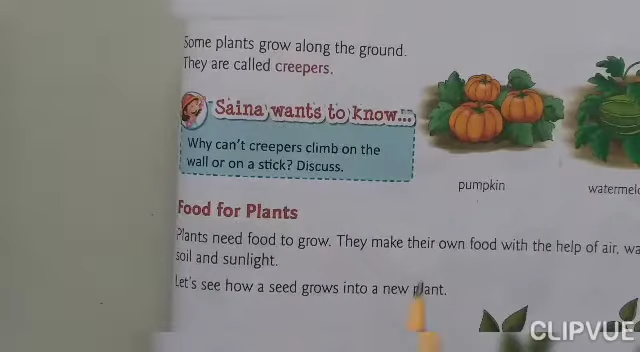 Some plants grow along the ground.
They are called creepers.
Saina wants to know...
Why can't creepers climb on the
wall or on a stick? Discuss.
pumpkin
Food for Plants
Plants need food to grow. They make their own food with the help of air,
soil and sunlight.
Let's see how a seed grows into a new plant.
CLIPVUE